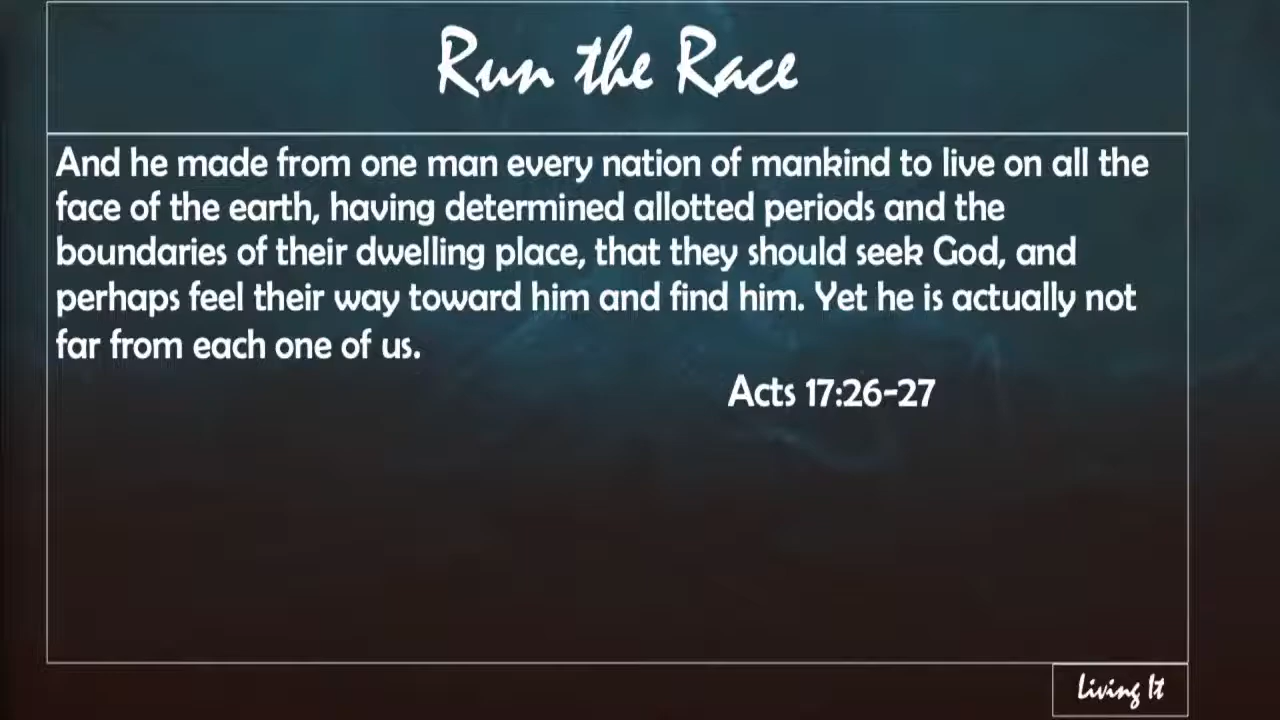 Run the Race
And he made from one man every nation of mankind to live on all the
face of the earth, having determined allotted periods and the
boundaries of their dwelling place, that they should seek God, and
perhaps feel their way toward him and find him. Yet he is actually not
far from each one of us.
Acts 17:26-27
Living It